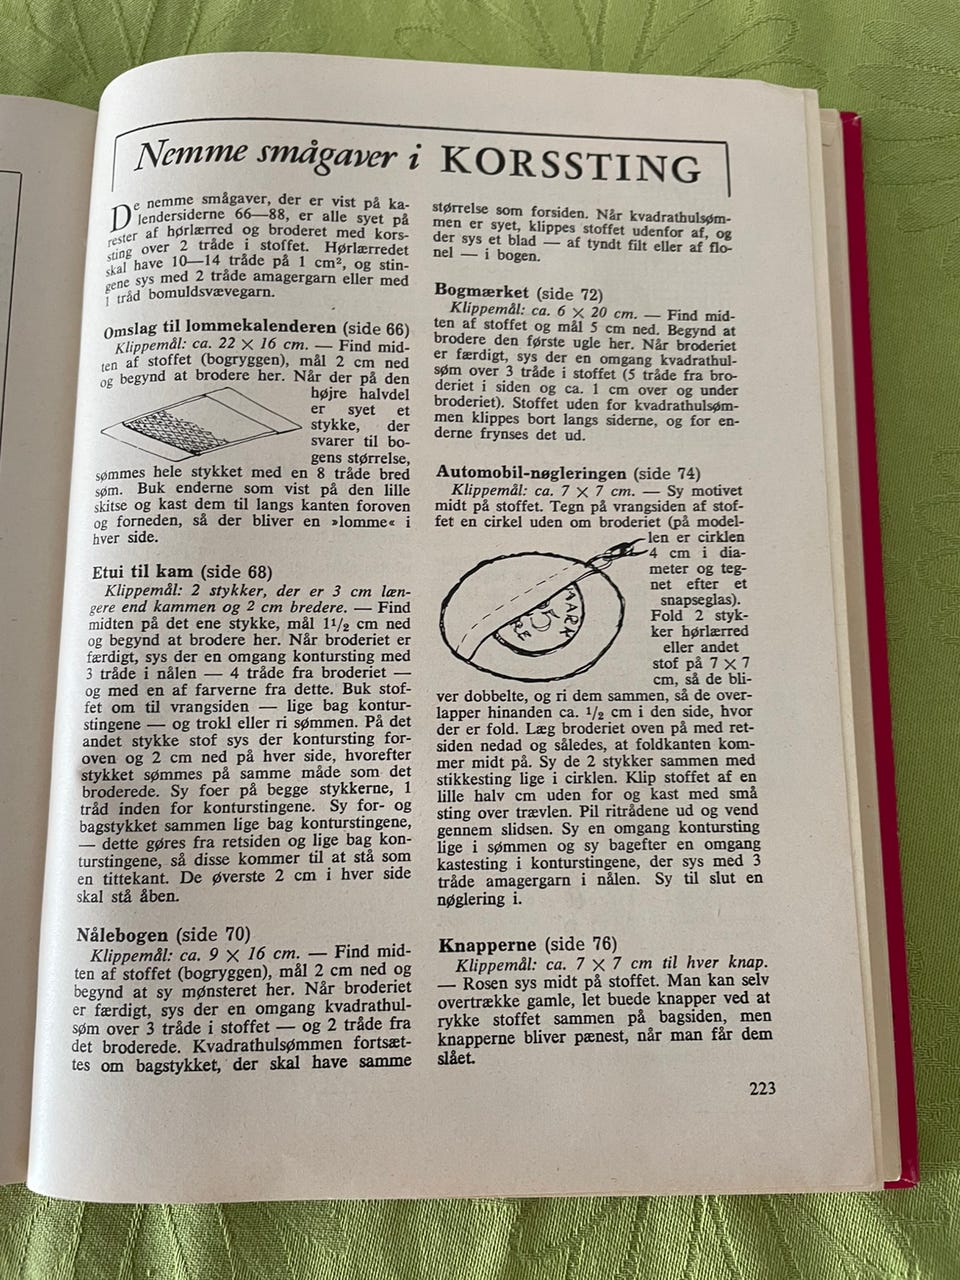 Nemme smågaver i KORSSTING
De nemme smågaver, der er vist på ka-
lendersiderne 66—88, er alle syet på
rester af hørlærred og broderet med kors-
sting over 2 tråde i stoffet. Hørlærredet
skal have 10—14 tråde på 1 cm², og stin-
gene sys med 2 tråde amagergarn eller med
1 tråd bomuldsvævegarn.
Omslag til lommekalenderen (side 66)
Klippemål: ca. 22 × 16 cm. — Find mid-
ten af stoffet (bogryggen), mål 2 cm ned
og begynd at brodere her. Når der på den
højre halvdel
er syet et
stykke, der
svarer til bo-
gens størrelse,
sømmes hele stykket med en 8 tråde bred
søm. Buk enderne som vist på den lille
skitse og kast dem til langs kanten foroven
og forneden, så der bliver en »lomme« i
hver side.
Etui til kam (side 68)
Klippemål: 2 stykker, der er 3 cm læn-
gere end kammen og 2 cm bredere. — Find
midten på det ene stykke, mål 1¹/₂ cm ned
og begynd at brodere her. Når broderiet er
færdigt, sys der en omgang kontursting med
3 tråde i nålen — 4 tråde fra broderiet —
og med en af farverne fra dette. Buk stof-
fet om til vrangsiden — lige bag kontur-
stingene — og trokl eller ri sømmen. På det
andet stykke stof sys der kontursting for-
oven og 2 cm ned på hver side, hvorefter
stykket sømmes på samme måde som det
broderede. Sy foer på begge stykkerne, 1
tråd inden for konturstingene. Sy for- og
bagstykket sammen lige bag konturstingene,
— dette gøres fra retsiden og lige bag kon-
turstingene, så disse kommer til at stå som
en tittekant. De øverste 2 cm i hver side
skal stå åben.
Nålebogen (side 70)
Klippemål: ca. 9 × 16 cm. — Find mid-
ten af stoffet (bogryggen), mål 2 cm ned og
begynd at sy mønsteret her. Når broderiet
er færdigt, sys der en omgang kvadrathul-
søm over 3 tråde i stoffet — og 2 tråde fra
det broderede. Kvadrathulsømmen fortsæt-
tes om bagstykket, der skal have samme
størrelse som forsiden. Når kvadrathulsøm-
men er syet, klippes stoffet udenfor af, og
der sys et blad — af tyndt filt eller af flo-
nel — i bogen.
Bogmærket (side 72)
Klippemål: ca. 6 × 20 cm. — Find mid-
ten af stoffet og mål 5 cm ned. Begynd at
brodere den første ugle her. Når broderiet
er færdigt, sys der en omgang kvadrathul-
søm over 3 tråde i stoffet (5 tråde fra bro-
deriet i siden og ca. 1 cm over og under
broderiet). Stoffet uden for kvadrathulsøm-
men klippes bort langs siderne, og for en-
derne frynses det ud.
Automobil-nøgleringen (side 74)
Klippemål: ca. 7 × 7 cm. — Sy motivet
midt på stoffet. Tegn på vrangsiden af stof-
fet en cirkel uden om broderiet (på model-
len er cirklen
4 cm i dia-
meter og teg-
net efter et
snapseglas).
Fold 2 styk-
ker hørlærred
eller andet
stof på 7 × 7
cm, så de bli-
5
MARK
ver dobbelte, og ri dem sammen, så de over-
lapper hinanden ca. ¹/₂ cm i den side, hvor
der er fold. Læg broderiet oven på med ret-
siden nedad og således, at foldkanten kom-
mer midt på. Sy de 2 stykker sammen med
stikkesting lige i cirklen. Klip stoffet af en
lille halv cm uden for og kast med små
sting over trævlen. Pil ritrådene ud og vend
gennem slidsen. Sy en omgang kontursting
lige i sømmen og sy bagefter en omgang
kastesting i konturstingene, der sys med 3
tråde amagergarn i nålen. Sy til slut en
nøglering i.
Knapperne (side 76)
Klippemål: ca. 7 × 7 cm til hver knap.
— Rosen sys midt på stoffet. Man kan selv
overtrække gamle, let buede knapper ved at
rykke stoffet sammen på bagsiden, men
knapperne bliver pænest, når man får dem
slået.
223